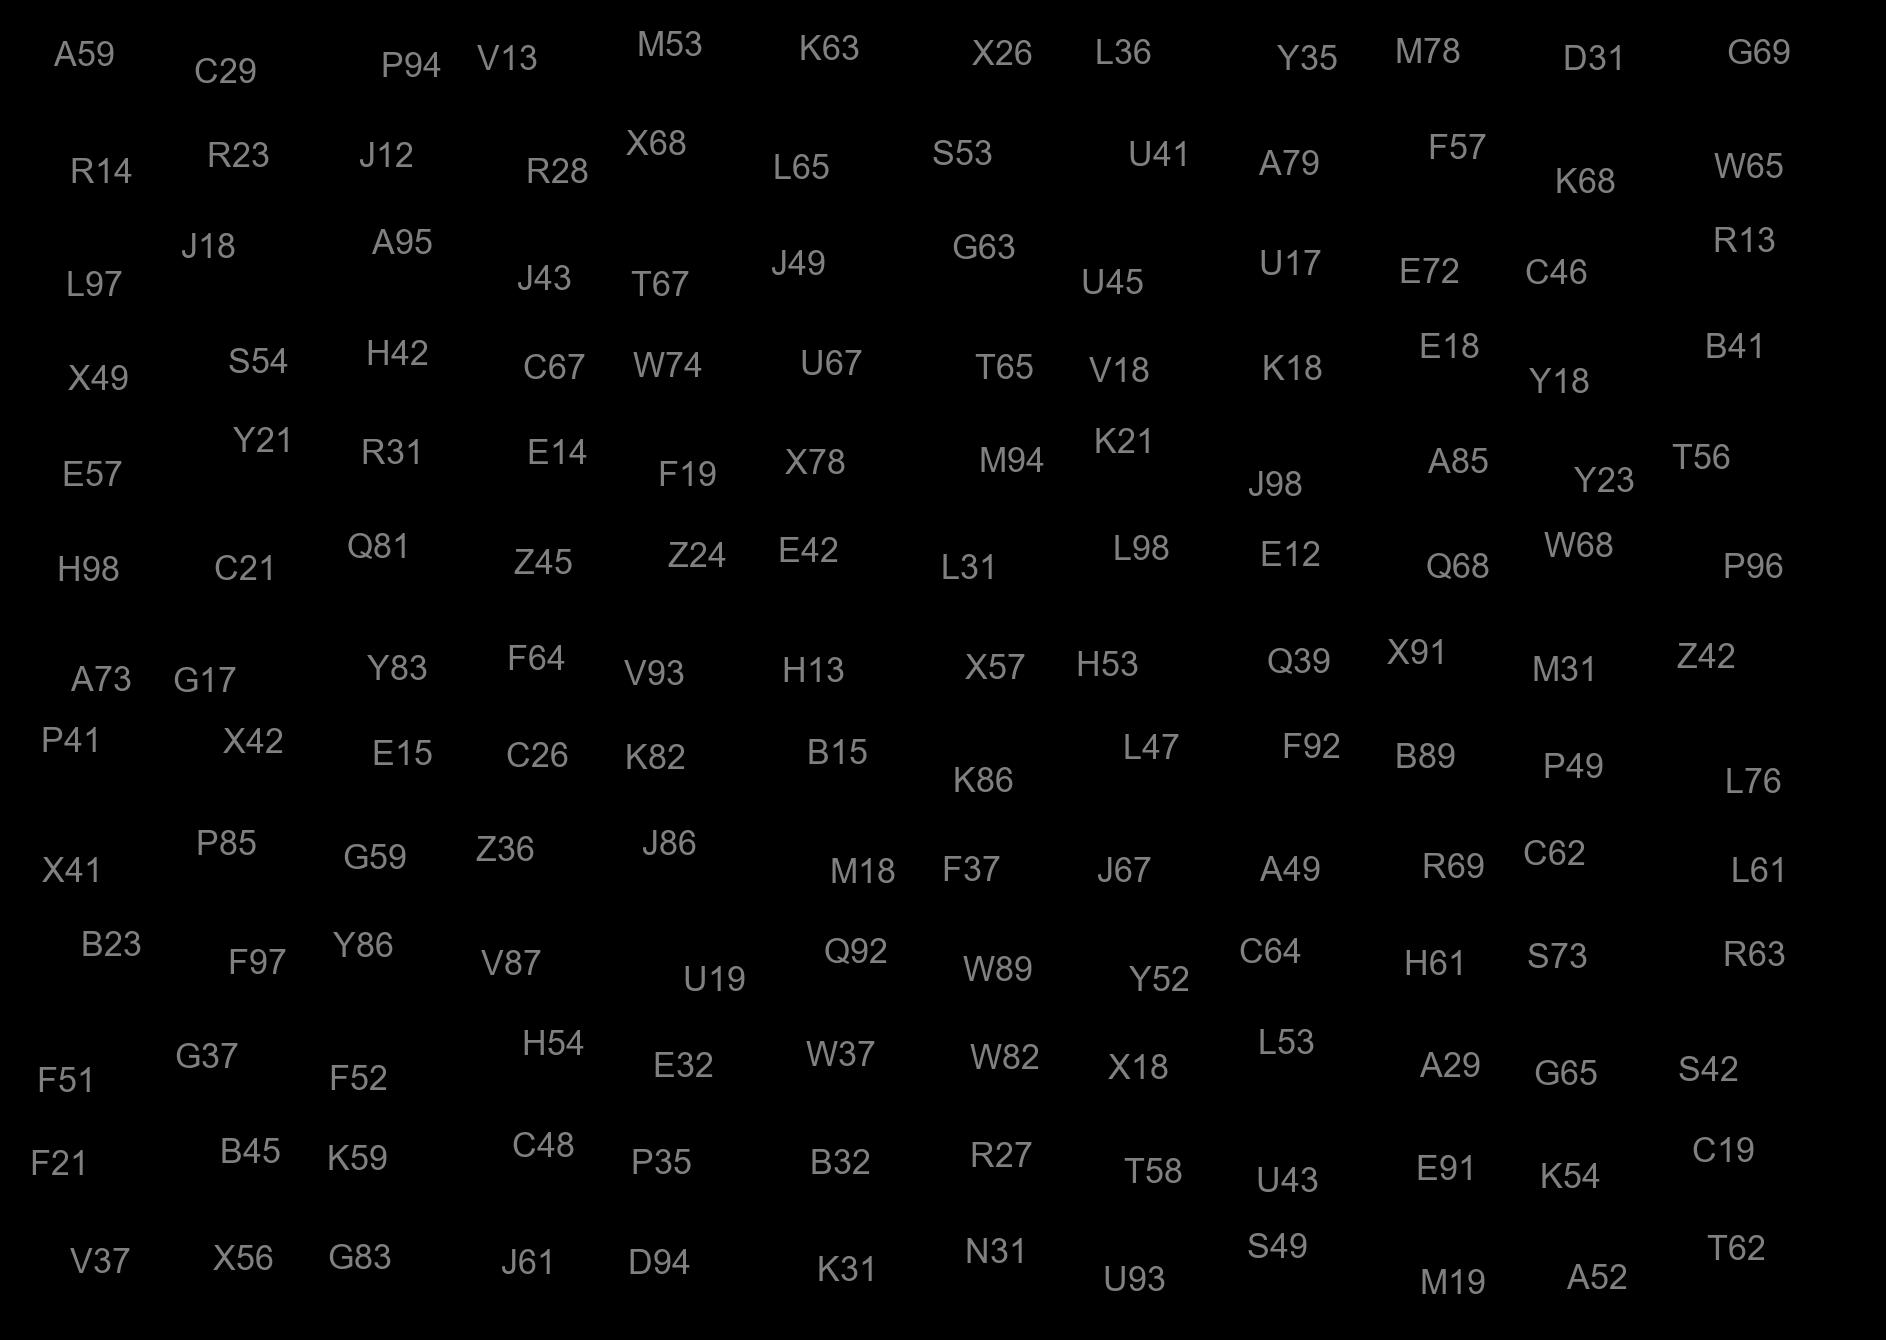 A59 C29 P94 V13 M53 K63 X26 L36 Y35 M78 D31 G69
R14 R23 J12 R28 X68 L65 S53 U41 A79 F57 K68 W65
L97 J18 A95 J43 T67 J49 G63 U45 U17 E72 C46 R13
X49 S54 H42 C67 W74 U67 T65 V18 K18 E18 Y18 B41
E57 Y21 R31 E14 F19 X78 M94 K21 J98 A85 Y23 T56
H98 C21 Q81 Z45 Z24 E42 L31 L98 E12 Q68 W68 P96
A73 G17 Y83 F64 V93 H13 X57 H53 Q39 X91 M31 Z42
P41 X42 E15 C26 K82 B15 K86 L47 F92 B89 P49 L76
X41 P85 G59 Z36 J86 M18 F37 J67 A49 R69 C62 L61
B23 F97 Y86 V87 U19 Q92 W89 Y52 C64 H61 S73 R63
F51 G37 F52 H54 E32 W37 W82 X18 L53 A29 G65 S42
F21 B45 K59 C48 P35 B32 R27 T58 U43 E91 K54 C19
V37 X56 G83 J61 D94 K31 N31 U93 S49 M19 A52 T62